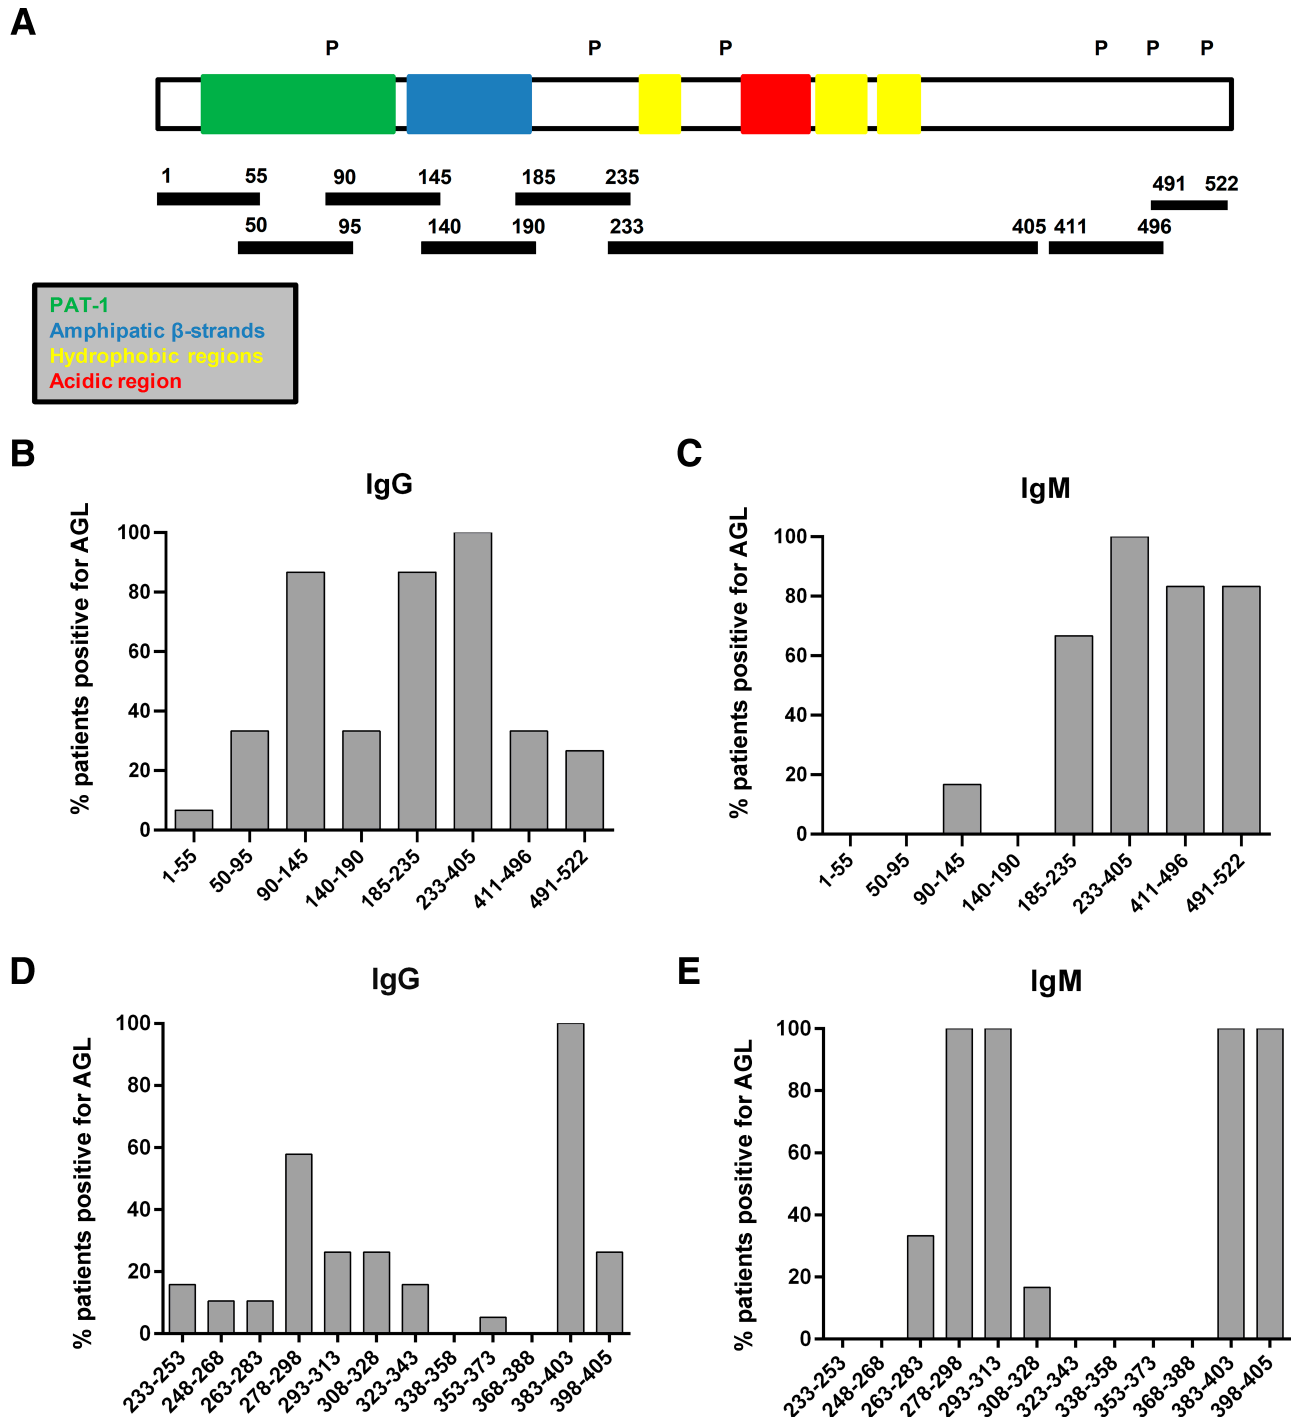 A
P P P P P P
1 55 90 145 185 235 491 522
50 95 140 190 233 405 411 496
PAT-1
Amphipatic β-strands
Hydrophobic regions
Acidic region
B
IgG
% patients positive for AGL
100
80
60
40
20
0
1-55 50-95 90-145 140-190 185-235 233-405 411-496 491-522
C
IgM
% patients positive for AGL
100
80
60
40
20
0
1-55 50-95 90-145 140-190 185-235 233-405 411-496 491-522
D
IgG
% patients positive for AGL
100
80
60
40
20
0
233-253 248-268 263-283 278-298 293-313 308-328 323-343 338-358 353-373 368-388 383-403 398-405
E
IgM
% patients positive for AGL
100
80
60
40
20
0
233-253 248-268 263-283 278-298 293-313 308-328 323-343 338-358 353-373 368-388 383-403 398-405